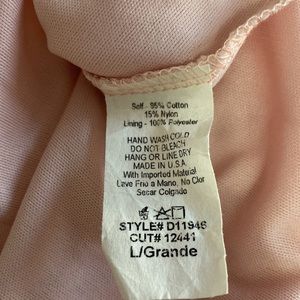 Self - 95% Cotton
15% Nylon
Lining - 100% Polyester
HAND WASH COLD
DO NOT BLEACH
HANG OR LINE DRY
MADE IN U.S.A.
With Imported Material
Lave Frio a Mano, No Clor
Secar Colgado
STYLE# D11946
CUT# 12441
L/Grande